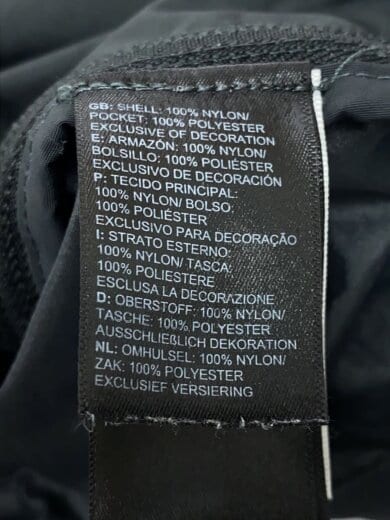 GB: SHELL: 100% NYLON/
POCKET: 100% POLYESTER
EXCLUSIVE OF DECORATION
E: ARMAZÓN: 100% NYLON/
BOLSILLO: 100% POLIÉSTER
EXCLUSIVO DE DECORACIÓN
P: TECIDO PRINCIPAL:
100% NYLON/ BOLSO:
100% POLIÉSTER
EXCLUSIVO PARA DECORAÇÃO
I: STRATO ESTERNO:
100% NYLON/ TASCA:
100% POLIESTERE
ESCLUSA LA DECORAZIONE
D: OBERSTOFF: 100% NYLON/
TASCHE: 100% POLYESTER
AUSSCHLIEẞLICH DEKORATION
NL: OMHULSEL: 100% NYLON/
ZAK: 100% POLYESTER
EXCLUSIEF VERSIERING